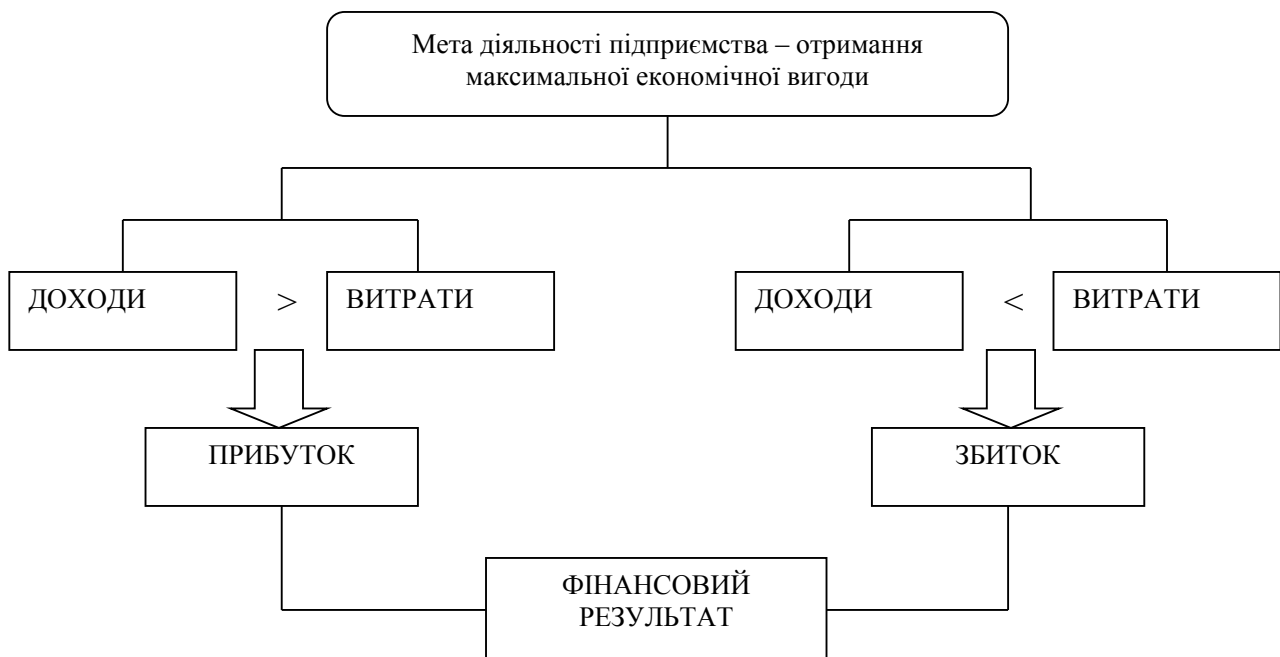 Мета діяльності підприємства – отримання
максимальної економічної вигоди
ДОХОДИ > ВИТРАТИ
ДОХОДИ < ВИТРАТИ
ПРИБУТОК
ЗБИТОК
ФІНАНСОВИЙ
РЕЗУЛЬТАТ